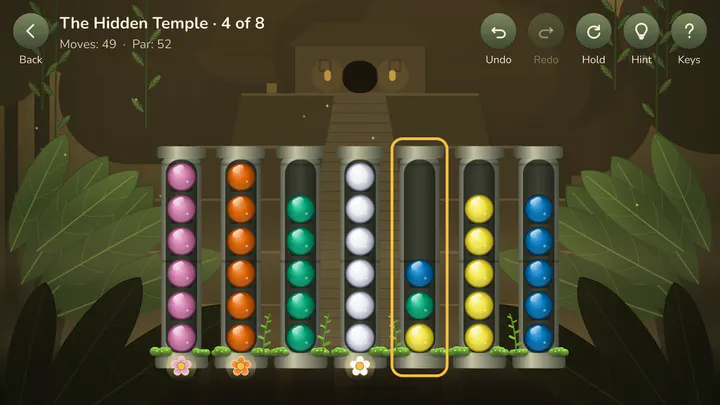 The Hidden Temple · 4 of 8
Moves: 49 · Par: 52
Back
Undo
Redo
Hold
Hint
?
Keys